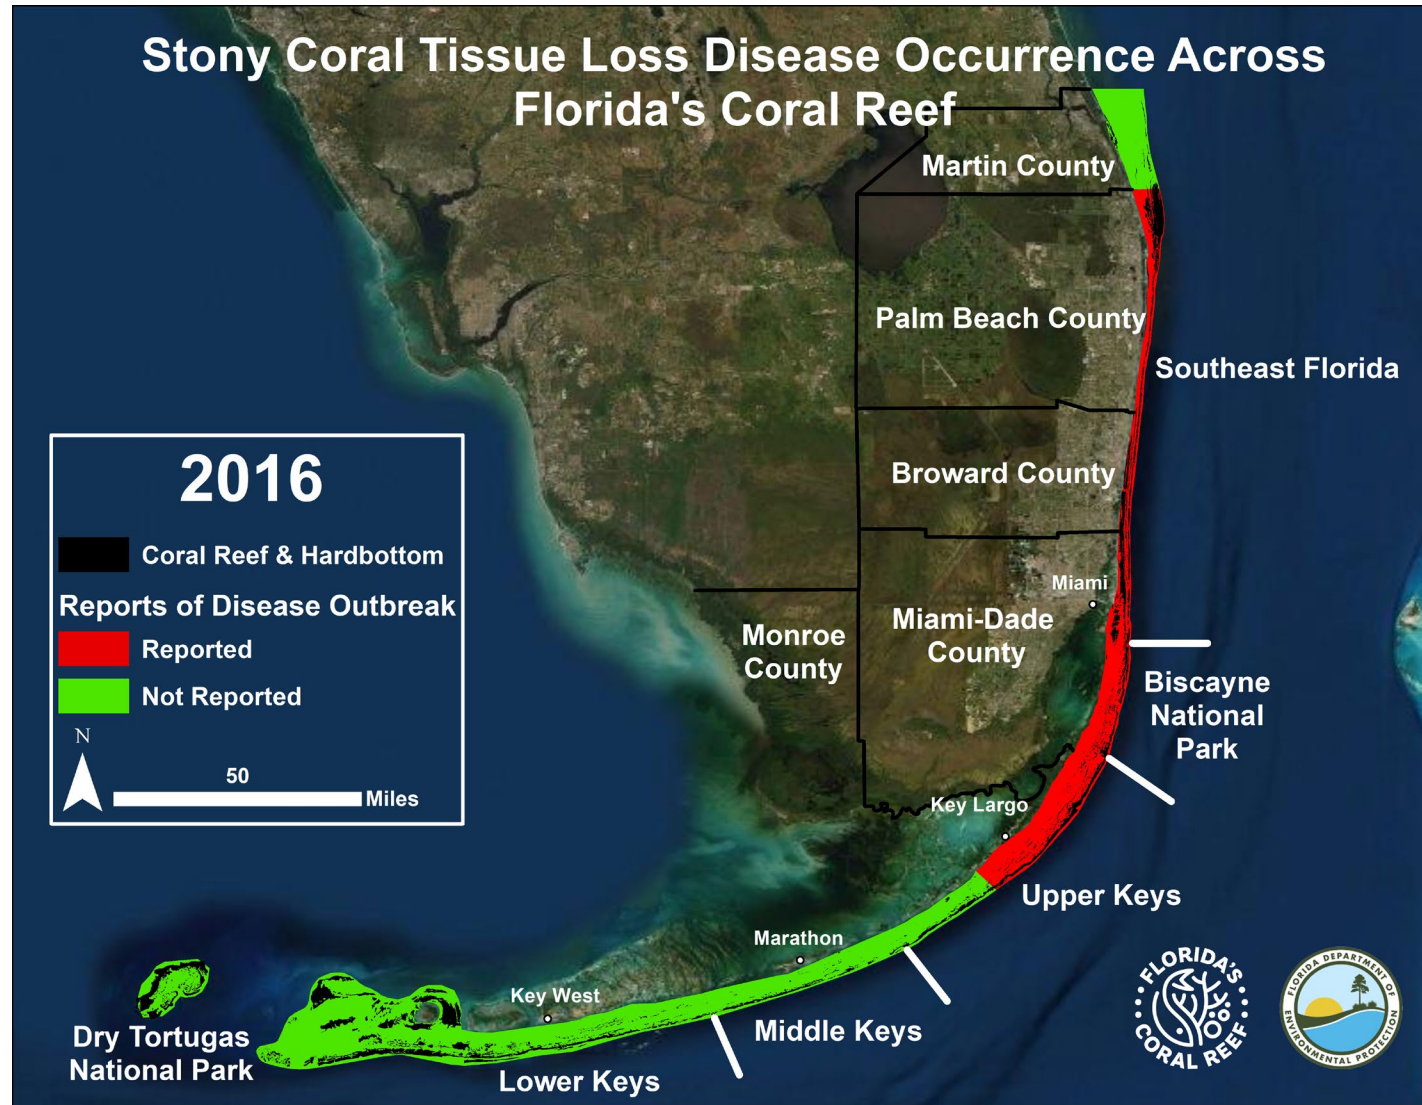 Stony Coral Tissue Loss Disease Occurrence Across
Florida's Coral Reef
Martin County
Palm Beach County
Southeast Florida
Broward County
2016
Coral Reef & Hardbottom
Reports of Disease Outbreak
Reported
Not Reported
N
50
Miles
Miami
Miami-Dade
County
Monroe
County
Biscayne
National
Park
Key Largo
Upper Keys
Marathon
Key West
Middle Keys
Dry Tortugas
National Park
Lower Keys
FLORIDA'S
CORAL REEF
FLORIDA DEPARTMENT OF
ENVIRONMENTAL PROTECTION